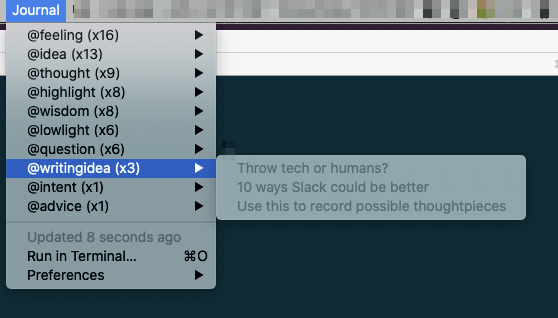 Journal
@feeling (x16)
@idea (x13)
@thought (x9)
@highlight (x8)
@wisdom (x8)
@lowlight (x6)
@question (x6)
@writingidea (x3)
Throw tech or humans?
@intent (x1)
10 ways Slack could be better
@advice (x1)
Use this to record possible thoughtpieces
Updated 8 seconds ago
Run in Terminal... ⌘O
Preferences